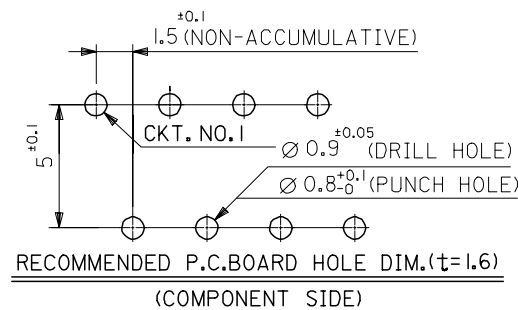 ±0.1
1.5 (NON-ACCUMULATIVE)
CKT. NO.1
±0.1
5
±0.05
Ø 0.9 (DRILL HOLE)
Ø 0.8 +0.1 -0 (PUNCH HOLE)
RECOMMENDED P.C.BOARD HOLE DIM.(t=1.6)
(COMPONENT SIDE)